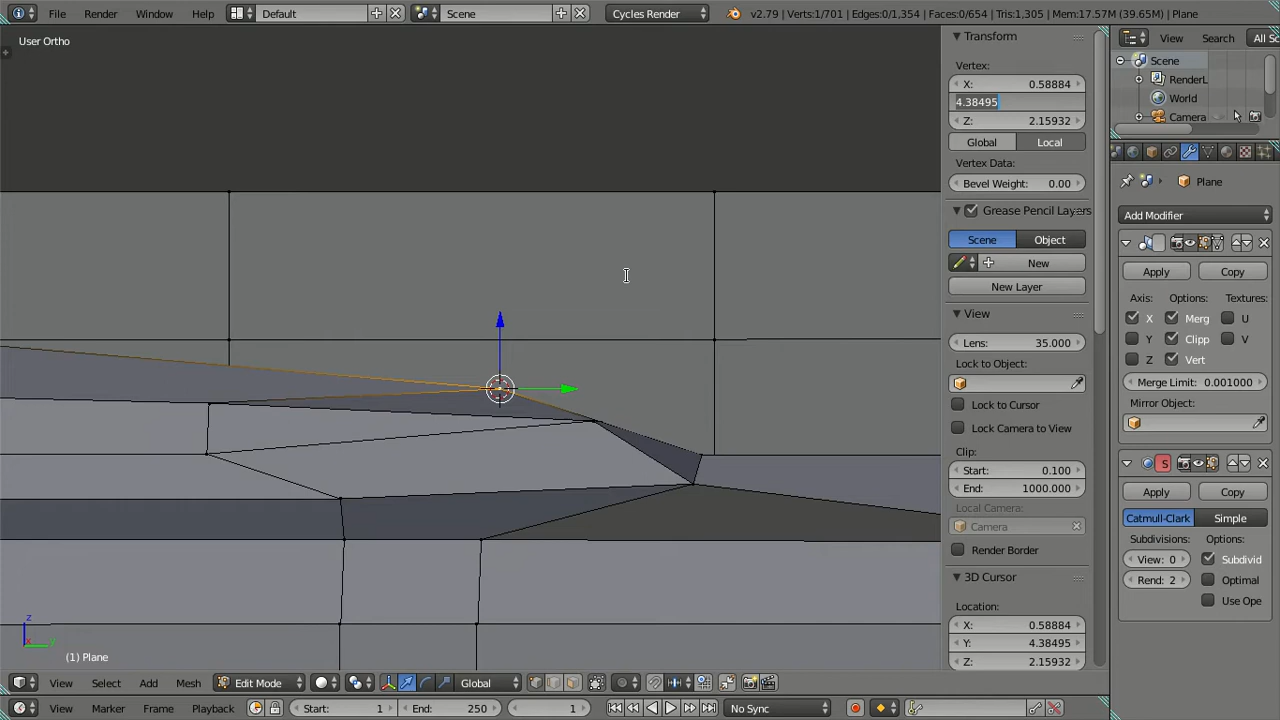 File Render Window Help Default Scene Cycles Render v2.79 | Verts:1/701 | Edges:0/1,354 | Faces:0/654 | Tris:1,305 | Mem:17.57M (39.65M) | Plane
User Ortho
Transform
Vertex:
X: 0.58884
4.38495
Z: 2.15932
Global Local
Vertex Data:
Bevel Weight: 0.00
Grease Pencil Layers
Scene Object
New
New Layer
View
Lens: 35.000
Lock to Object:
Lock to Cursor
Lock Camera to View
Clip:
Start: 0.100
End: 1000.000
Local Camera:
Camera
Render Border
3D Cursor
Location:
X: 0.58884
Y: 4.38495
Z: 2.15932
View Search All Sc
Scene
RenderL
World
Camera
Plane
Add Modifier
Apply Copy
Axis: Options: Textures:
X Merg U
Y Clipp V
Z Vert
Merge Limit: 0.001000
Mirror Object:
S
Apply Copy
Catmull-Clark Simple
Subdivisions: Options:
View: 0 Subdivid
Rend: 2 Optimal
Use Ope
z
x y
(1) Plane
View Select Add Mesh Edit Mode Global
View Marker Frame Playback Start: 1 End: 250 1 No Sync